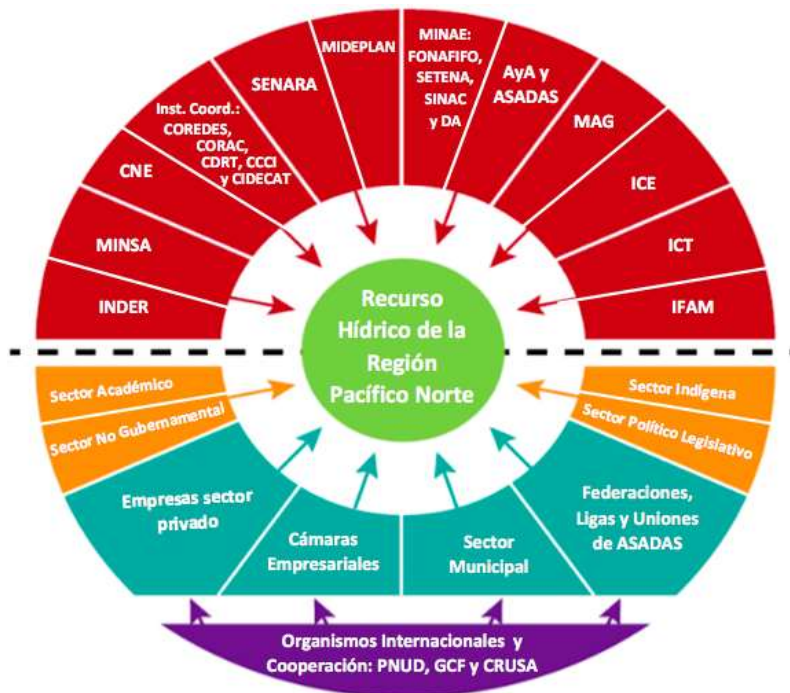 MIDEPLAN
MINAE:
FONAFIFO,
SETENA,
SINAC
y DA
SENARA
AyA y
ASADAS
Inst. Coord.:
COREDES,
CORAC,
CDRT, CCCI
y CIDECAT
MAG
CNE
ICE
MINSA
ICT
INDER
IFAM
Recurso
Hídrico de la
Región
Pacífico Norte
Sector Académico
Sector Indígena
Sector No Gubernamental
Sector Político Legislativo
Empresas sector
privado
Cámaras
Empresariales
Sector
Municipal
Federaciones,
Ligas y Uniones
de ASADAS
Organismos Internacionales y
Cooperación: PNUD, GCF y CRUSA